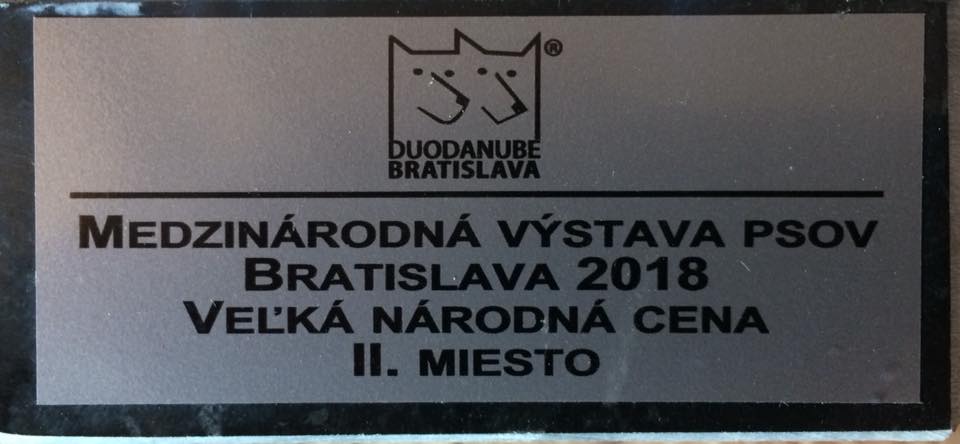 ®
DUODANUBE
BRATISLAVA
MEDZINÁRODNÁ VÝSTAVA PSOV
BRATISLAVA 2018
VEĽKÁ NÁRODNÁ CENA
II. MIESTO